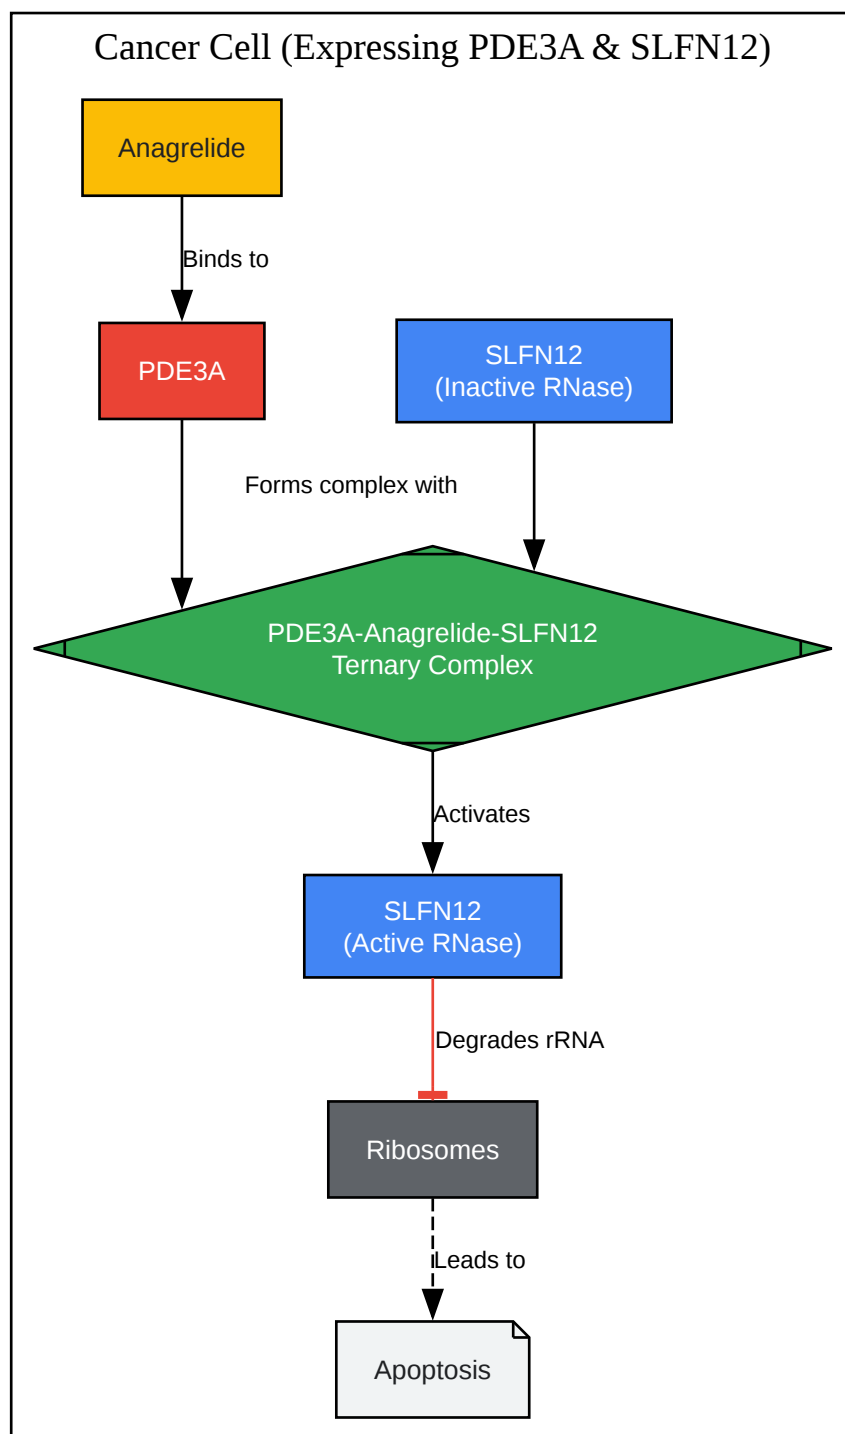 Cancer Cell (Expressing PDE3A & SLFN12)
Anagrelide
Binds to
PDE3A
SLFN12
(Inactive RNase)
Forms complex with
PDE3A-Anagrelide-SLFN12
Ternary Complex
Activates
SLFN12
(Active RNase)
Degrades rRNA
Ribosomes
Leads to
Apoptosis